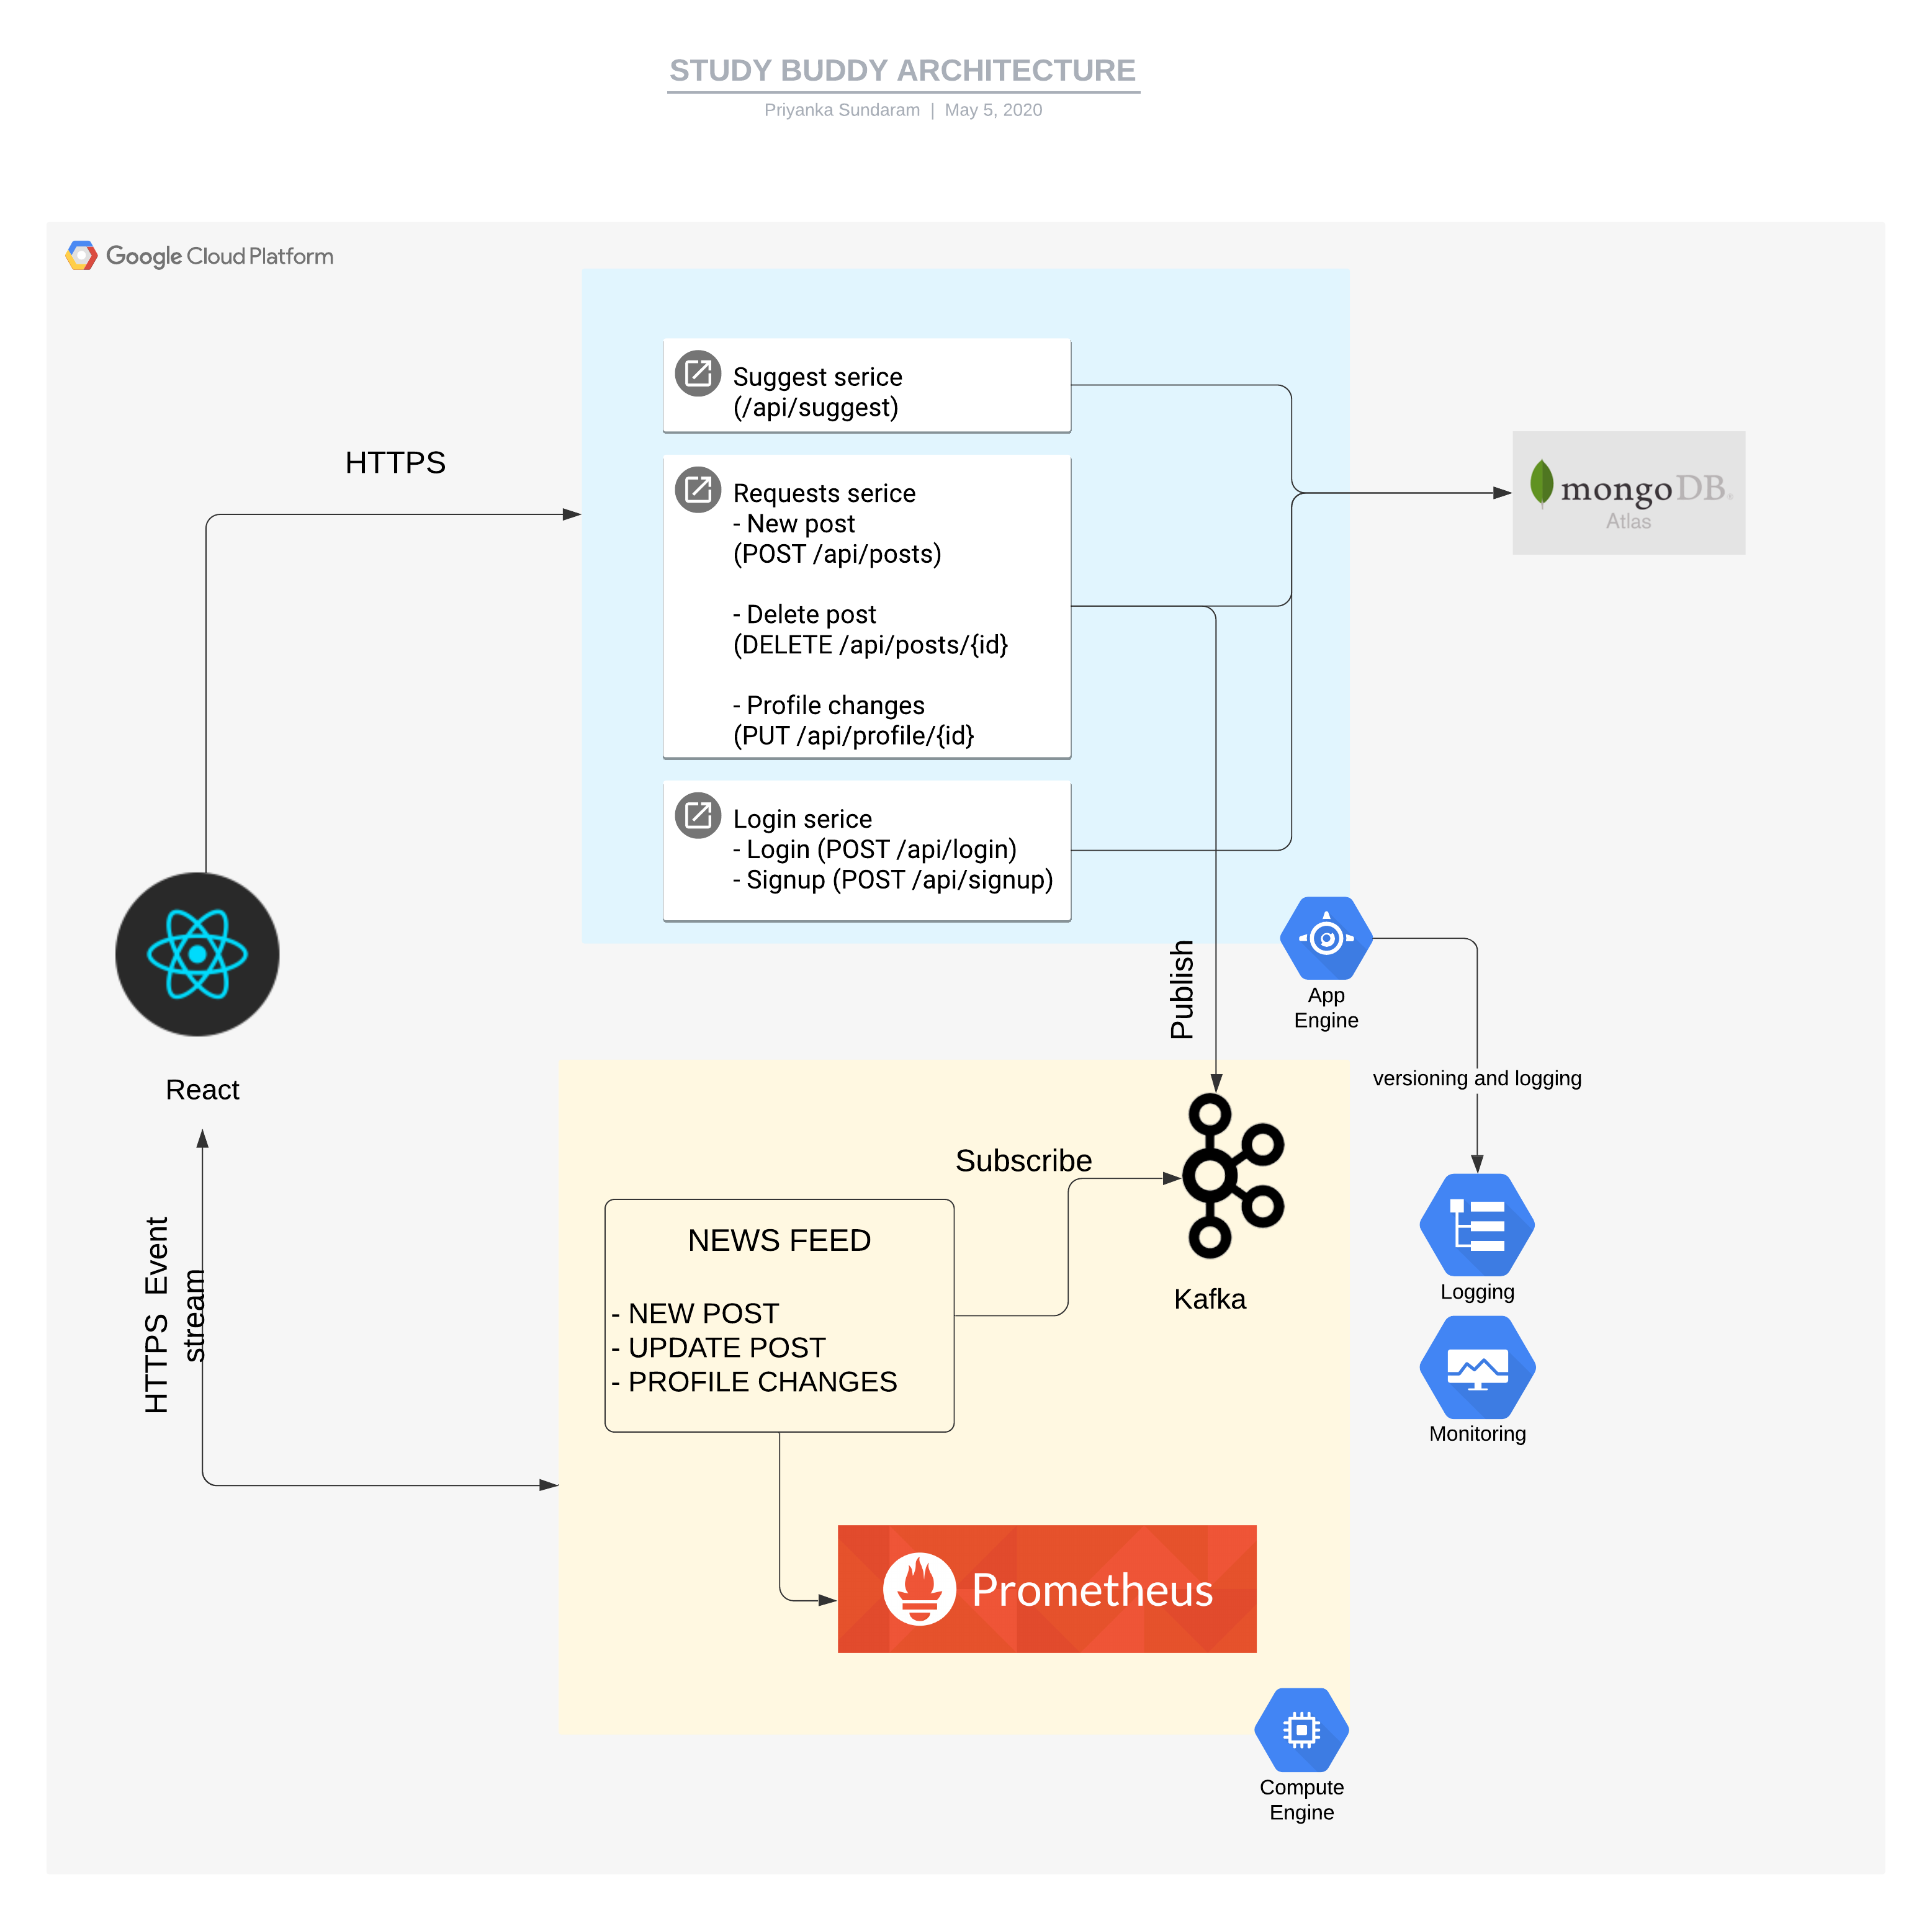 STUDY BUDDY ARCHITECTURE
Priyanka Sundaram | May 5, 2020
Google Cloud Platform
Suggest serice
(/api/suggest)
HTTPS
Requests serice
- New post
(POST /api/posts)
- Delete post
(DELETE /api/posts/{id}
- Profile changes
(PUT /api/profile/{id}
mongoDB®
Atlas
Login serice
- Login (POST /api/login)
- Signup (POST /api/signup)
React
Publish
App
Engine
versioning and logging
Subscribe
Kafka
Logging
Monitoring
NEWS FEED
- NEW POST
- UPDATE POST
- PROFILE CHANGES
HTTPS Event
stream
Prometheus
Compute
Engine